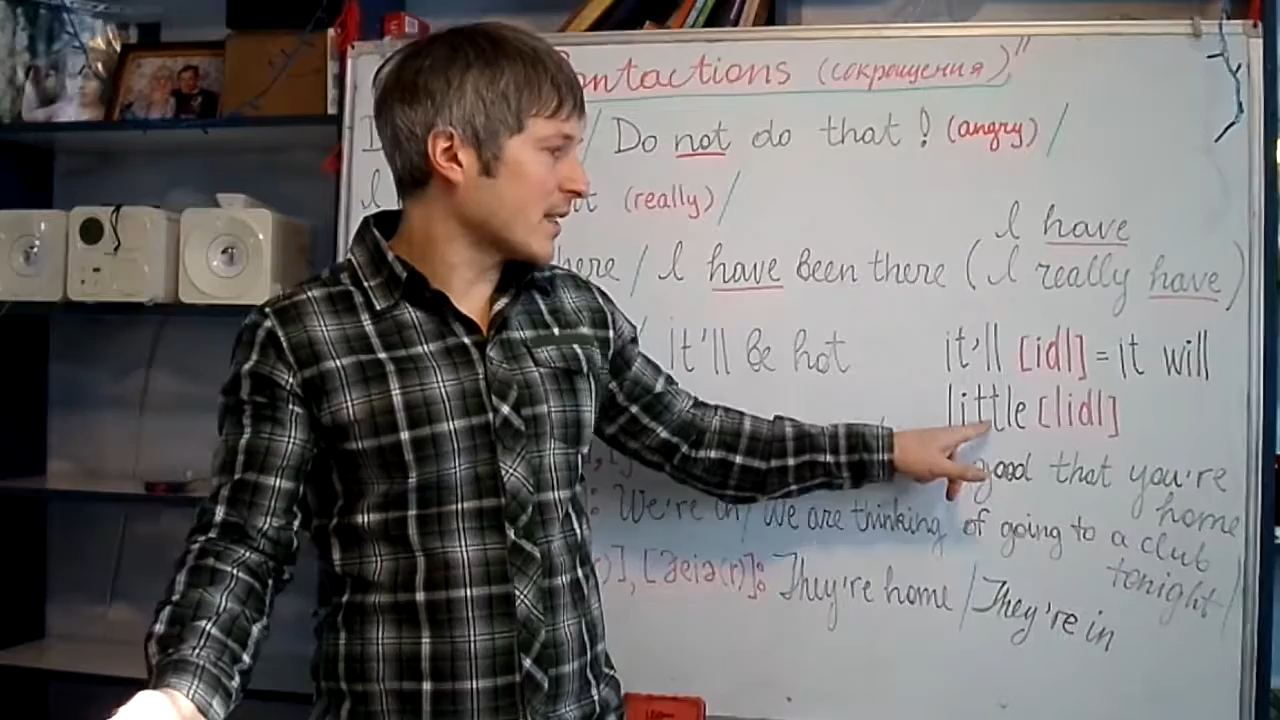 ontactions (сокращения)"
/ Do not do that! (angry) /
I (really) /
I have
here / I have been there (I really have)
it'll be hot it'll [idl] = it will
little [lidl]
good that you're home
: We're in / We are thinking of going to a club tonight /
)], [ðeiə(r)]: They're home / They're in